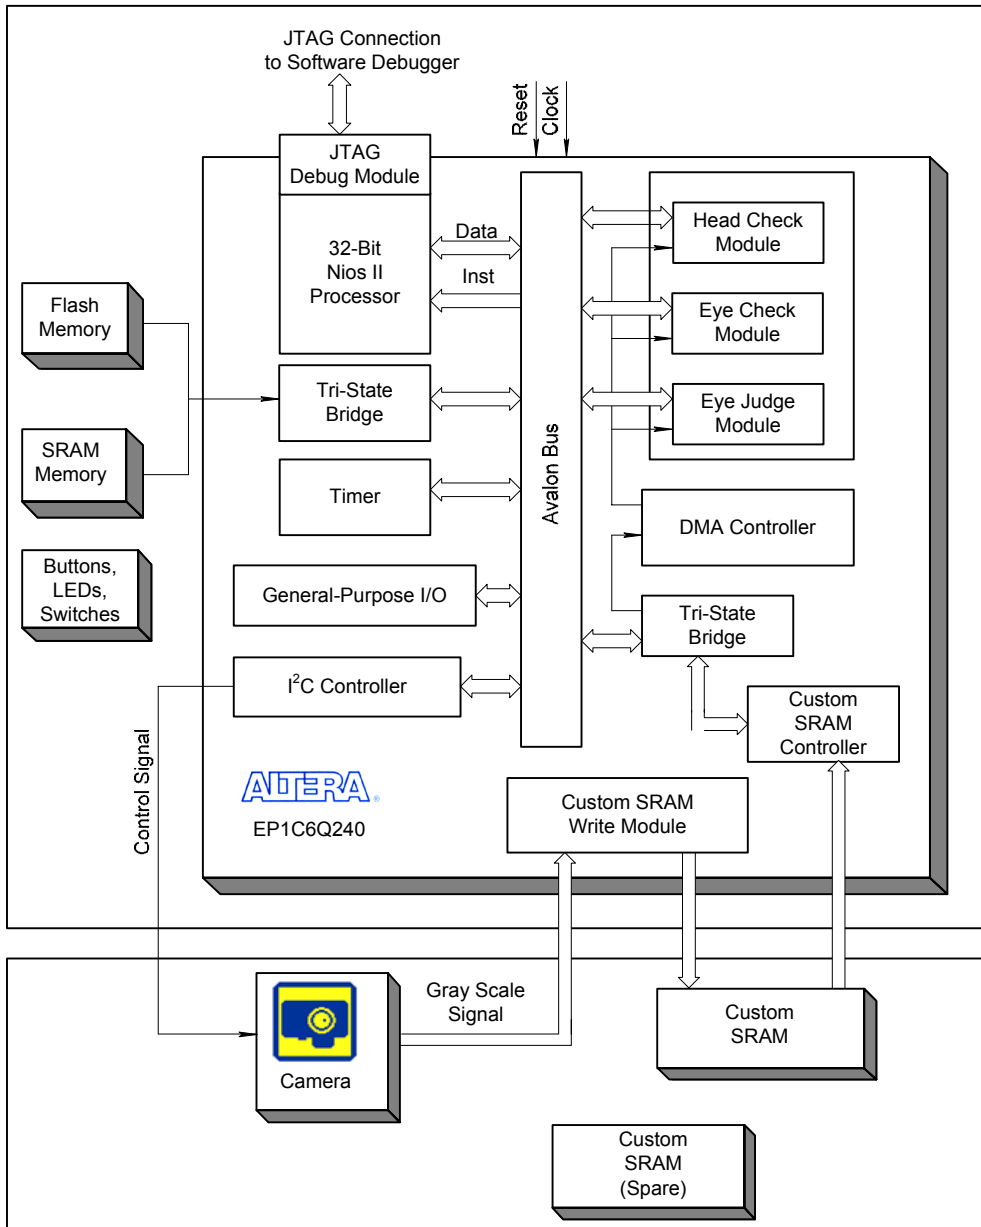 JTAG Connection
to Software Debugger
Reset
Clock
JTAG
Debug Module
32-Bit
Nios II
Processor
Data
Inst
Head Check
Module
Eye Check
Module
Eye Judge
Module
Flash
Memory
SRAM
Memory
Buttons,
LEDs,
Switches
Tri-State
Bridge
Timer
General-Purpose I/O
I²C Controller
Avalon Bus
DMA Controller
Tri-State
Bridge
Custom
SRAM
Controller
Control Signal
ALTERA®
EP1C6Q240
Custom SRAM
Write Module
Gray Scale
Signal
Camera
Custom
SRAM
Custom
SRAM
(Spare)